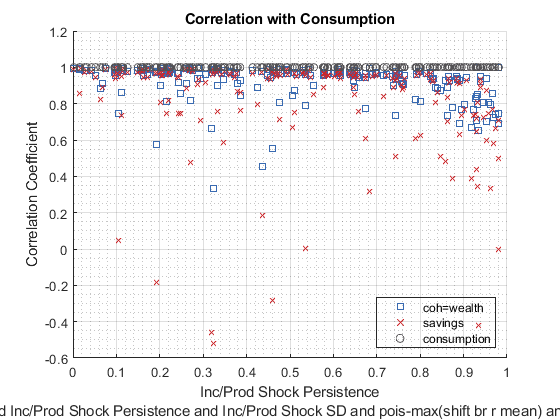 Correlation with Consumption
1.2
1
0.8
0.6
0.4
0.2
0
-0.2
-0.4
-0.6
Correlation Coefficient
coh=wealth
savings
consumption
0 0.1 0.2 0.3 0.4 0.5 0.6 0.7 0.8 0.9 1
Inc/Prod Shock Persistence
d Inc/Prod Shock Persistence and Inc/Prod Shock SD and pois-max(shift br r mean) a